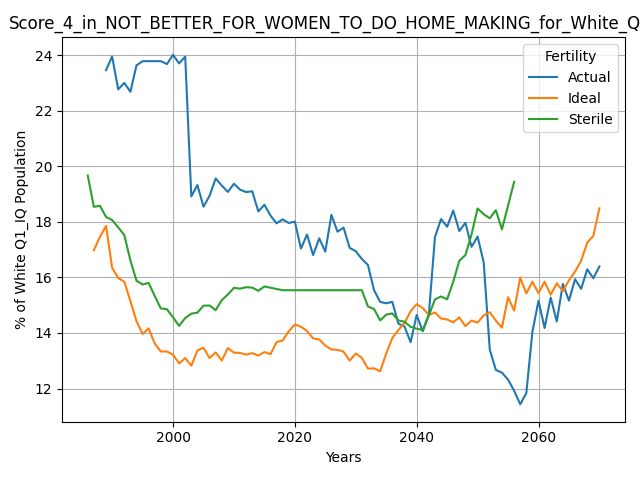 Score_4_in_NOT_BETTER_FOR_WOMEN_TO_DO_HOME_MAKING_for_White_Q
Fertility
Actual
Ideal
Sterile
% of White Q1_IQ Population
24
22
20
18
16
14
12
2000 2020 2040 2060
Years